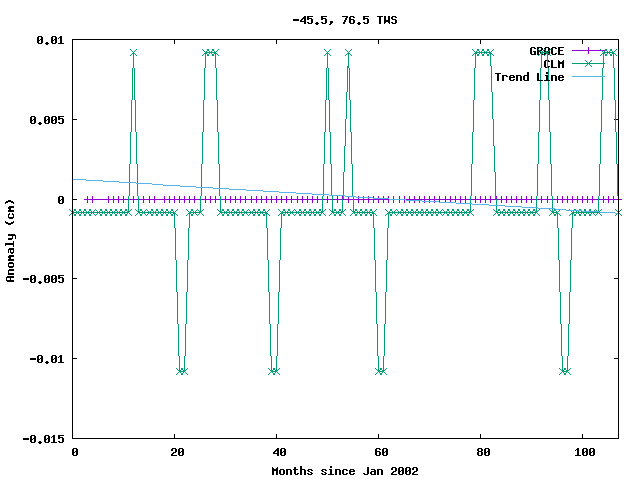 -45.5, 76.5 TWS
GRACE
CLM
Trend Line
0.01
0.005
0
-0.005
-0.01
-0.015
Anomaly (cm)
0 20 40 60 80 100
Months since Jan 2002